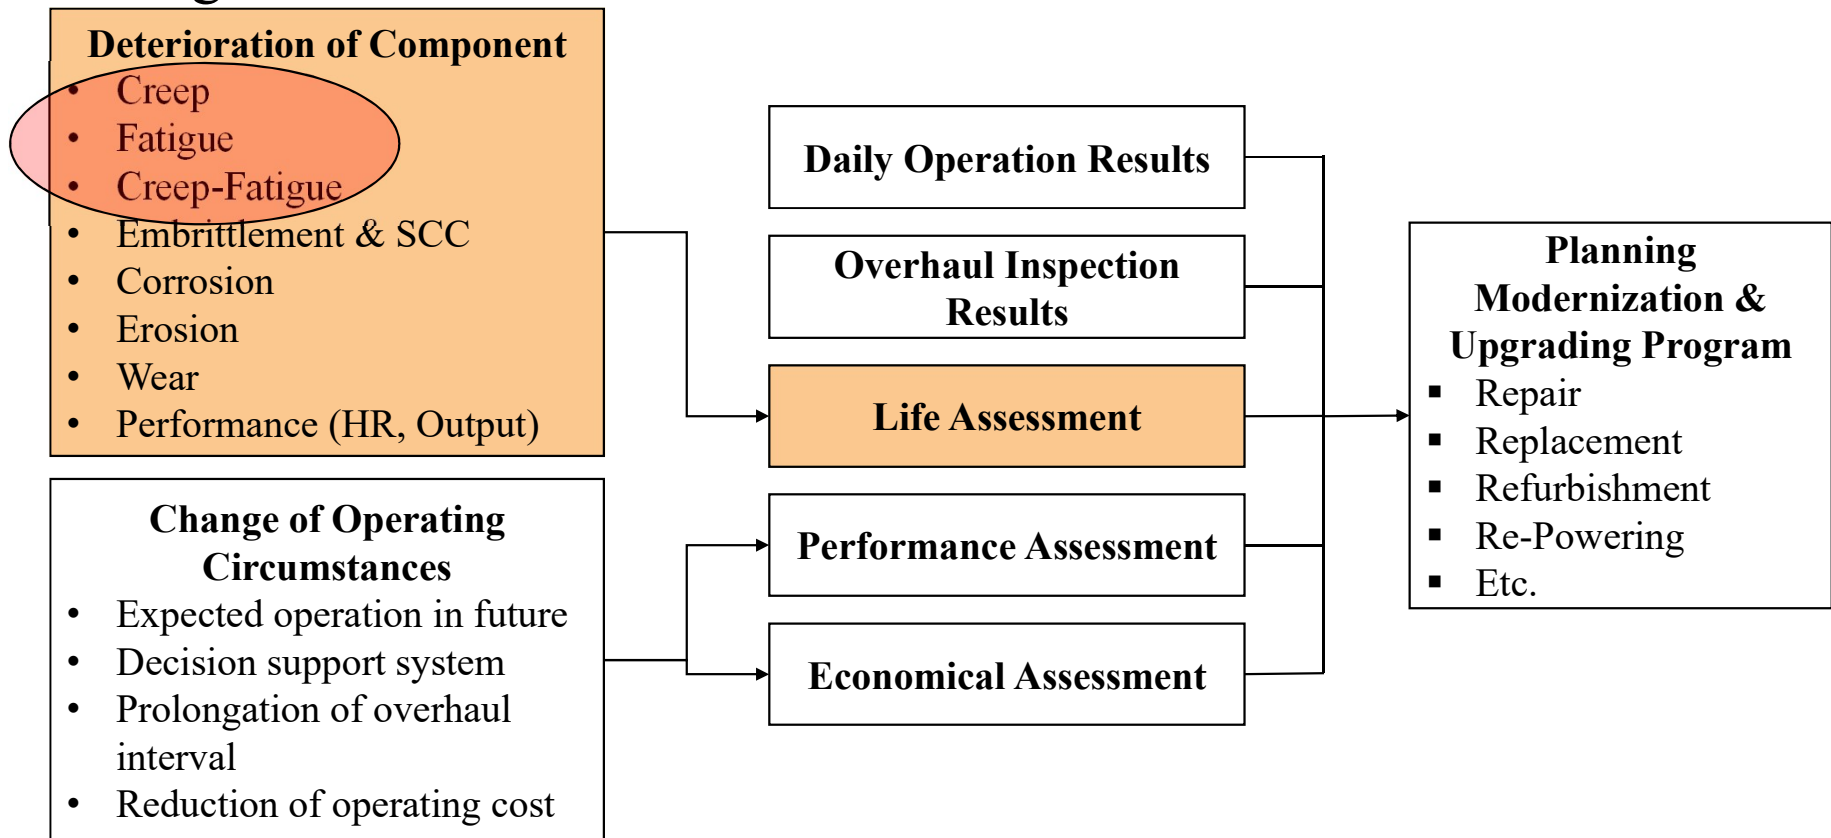 Deterioration of Component
• Creep
• Fatigue
• Creep-Fatigue
• Embrittlement & SCC
• Corrosion
• Erosion
• Wear
• Performance (HR, Output)
Change of Operating
Circumstances
• Expected operation in future
• Decision support system
• Prolongation of overhaul
interval
• Reduction of operating cost
Daily Operation Results
Overhaul Inspection
Results
Life Assessment
Performance Assessment
Economical Assessment
Planning
Modernization &
Upgrading Program
▪ Repair
▪ Replacement
▪ Refurbishment
▪ Re-Powering
▪ Etc.